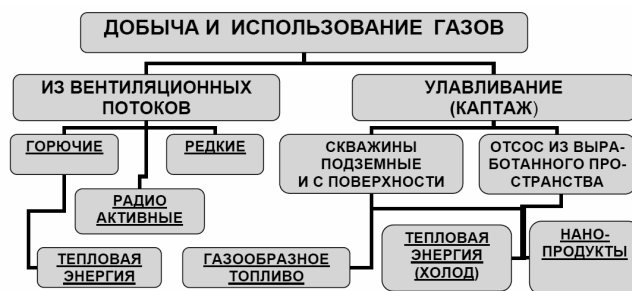 ДОБЫЧА И ИСПОЛЬЗОВАНИЕ ГАЗОВ
ИЗ ВЕНТИЛЯЦИОННЫХ
ПОТОКОВ
УЛАВЛИВАНИЕ
(КАПТАЖ)
ГОРЮЧИЕ
РЕДКИЕ
СКВАЖИНЫ
ПОДЗЕМНЫЕ
И С ПОВЕРХНОСТИ
ОТСОС ИЗ ВЫРА-
БОТАННОГО ПРО-
СТРАНСТВА
РАДИО
АКТИВНЫЕ
ТЕПЛОВАЯ
ЭНЕРГИЯ
ГАЗООБРАЗНОЕ
ТОПЛИВО
ТЕПЛОВАЯ
ЭНЕРГИЯ
(ХОЛОД)
НАНО-
ПРОДУКТЫ